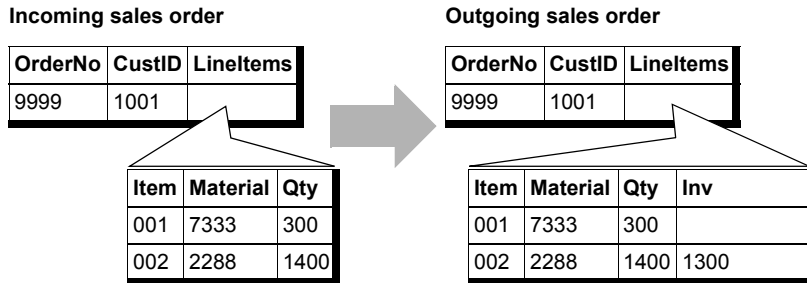 Incoming sales order
OrderNo CustID LineItems
9999 1001
Item Material Qty
001 7333 300
002 2288 1400
Outgoing sales order
OrderNo CustID LineItems
9999 1001
Item Material Qty Inv
001 7333 300
002 2288 1400 1300